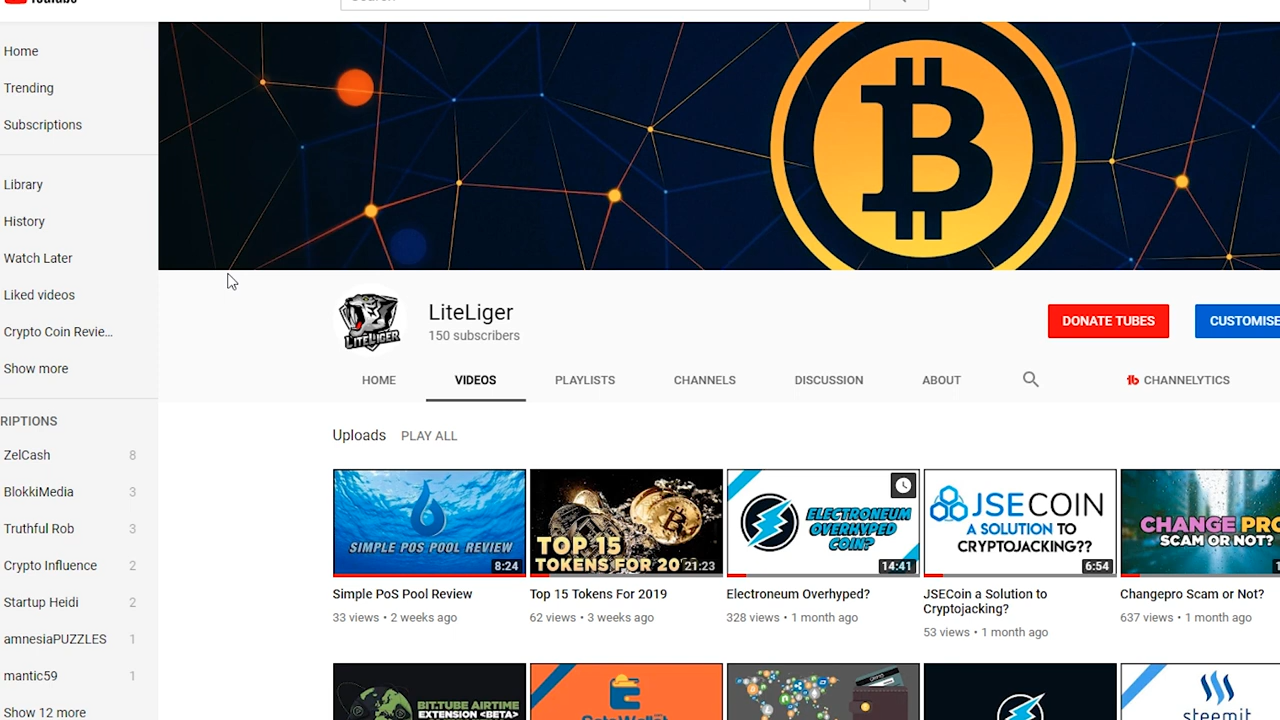 YouTube
Search
Home
Trending
Subscriptions
Library
History
Watch Later
Liked videos
Crypto Coin Revie...
Show more
RIPTIONS
ZelCash 8
BlokkiMedia 3
Truthful Rob 3
Crypto Influence 2
Startup Heidi 2
amnesiaPUZZLES 1
mantic59 1
Show 12 more
LITELIGER
LiteLiger
150 subscribers
DONATE TUBES
CUSTOMISE
HOME
VIDEOS
PLAYLISTS
CHANNELS
DISCUSSION
ABOUT
CHANNELYTICS
Uploads PLAY ALL
SIMPLE POS POOL REVIEW
8:24
Simple PoS Pool Review
33 views • 2 weeks ago
TOP 15
TOKENS FOR 20
21:23
Top 15 Tokens For 2019
62 views • 3 weeks ago
ELECTRONEUM
OVERHYPED
COIN?
14:41
Electroneum Overhyped?
328 views • 1 month ago
JSECOIN
A SOLUTION TO
CRYPTOJACKING??
6:54
JSECoin a Solution to
Cryptojacking?
53 views • 1 month ago
CHANGE PRO
SCAM OR NOT?
Changepro Scam or Not?
637 views • 1 month ago
BIT.TUBE AIRTIME
EXTENSION <BETA>
steemit